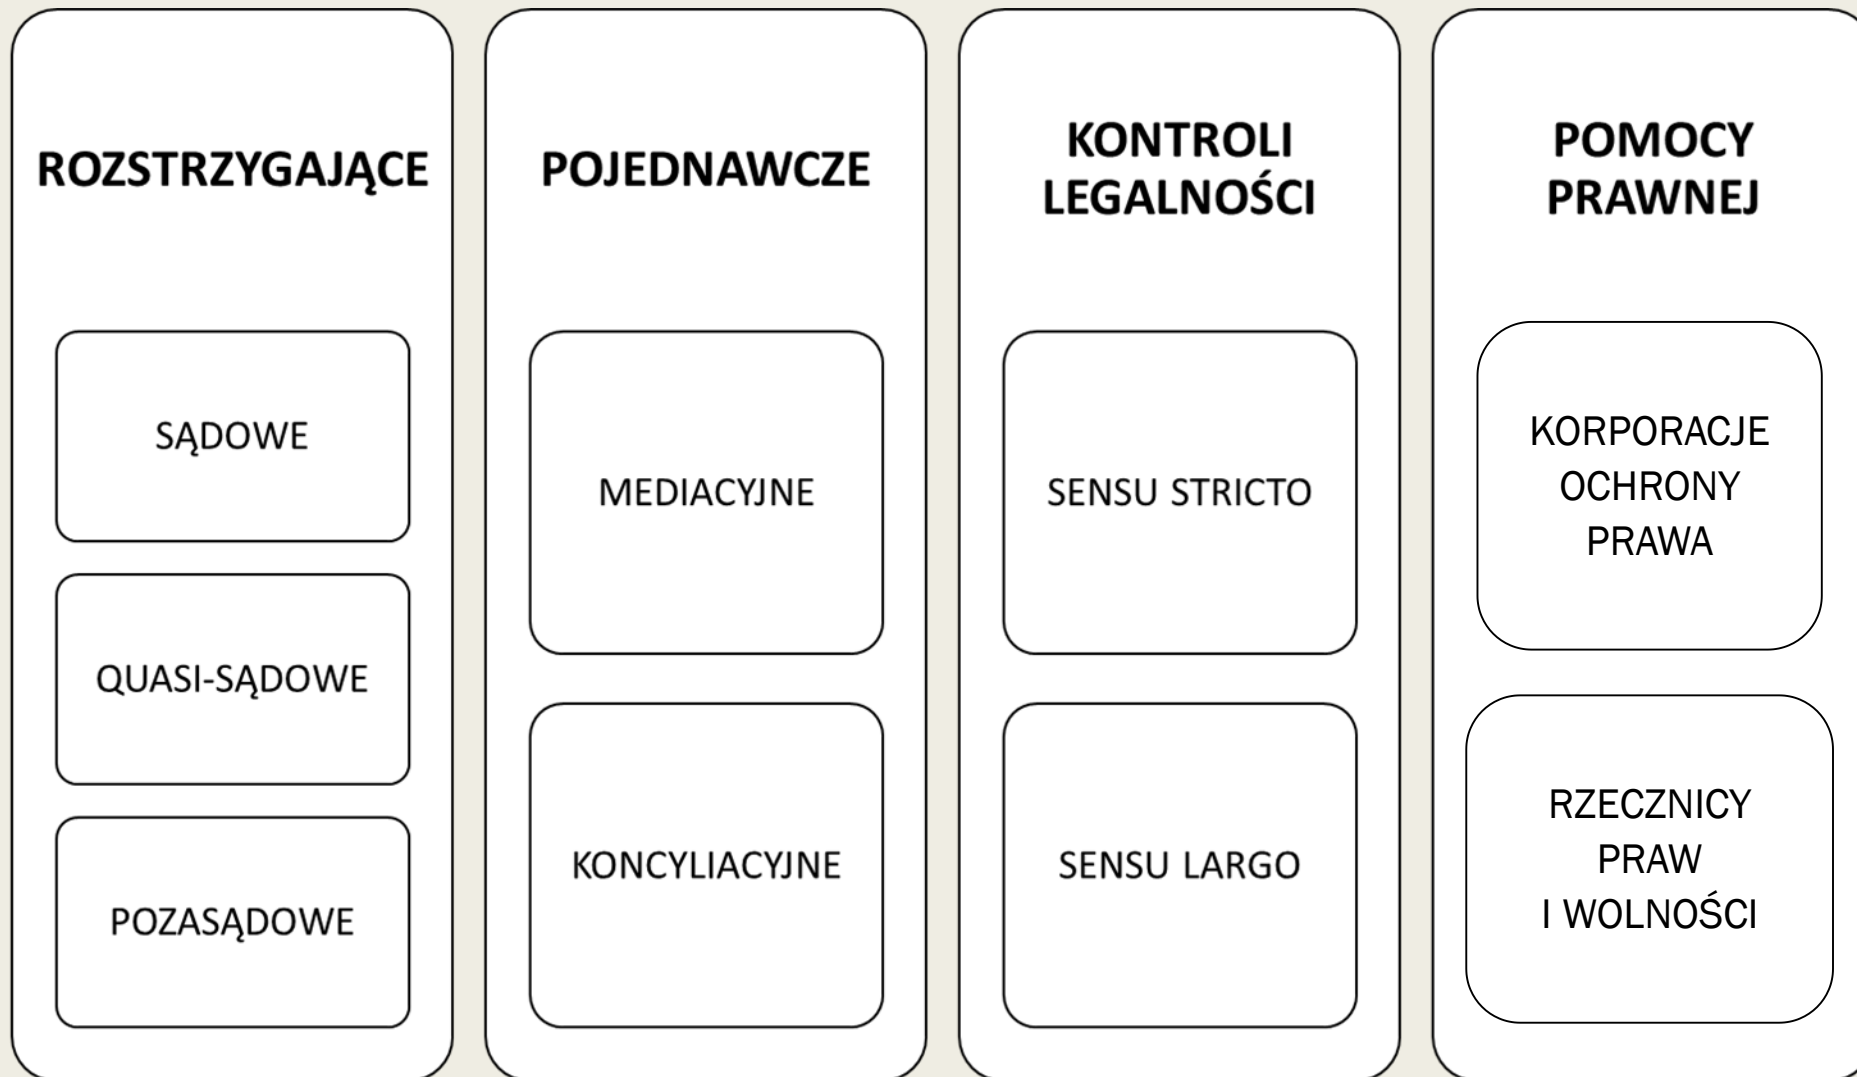 ROZSTRZYGAJĄCE
SĄDOWE
QUASI-SĄDOWE
POZASĄDOWE
POJEDNAWCZE
MEDIACYJNE
KONCYLIACYJNE
KONTROLI
LEGALNOŚCI
SENSU STRICTO
SENSU LARGO
POMOCY
PRAWNEJ
KORPORACJE
OCHRONY
PRAWA
RZECZNICY
PRAW
I WOLNOŚCI